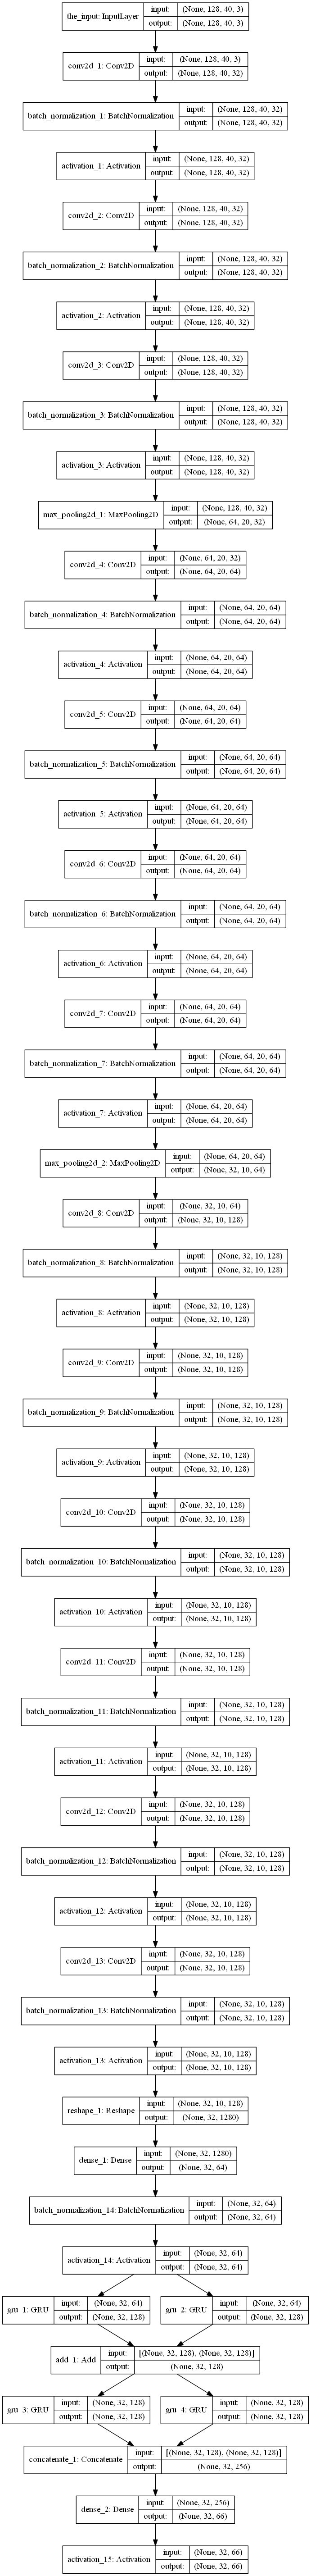 the_input: InputLayer input: (None, 128, 40, 3)
output: (None, 128, 40, 3)
conv2d_1: Conv2D input: (None, 128, 40, 3)
output: (None, 128, 40, 32)
batch_normalization_1: BatchNormalization input: (None, 128, 40, 32)
output: (None, 128, 40, 32)
activation_1: Activation input: (None, 128, 40, 32)
output: (None, 128, 40, 32)
conv2d_2: Conv2D input: (None, 128, 40, 32)
output: (None, 128, 40, 32)
batch_normalization_2: BatchNormalization input: (None, 128, 40, 32)
output: (None, 128, 40, 32)
activation_2: Activation input: (None, 128, 40, 32)
output: (None, 128, 40, 32)
conv2d_3: Conv2D input: (None, 128, 40, 32)
output: (None, 128, 40, 32)
batch_normalization_3: BatchNormalization input: (None, 128, 40, 32)
output: (None, 128, 40, 32)
activation_3: Activation input: (None, 128, 40, 32)
output: (None, 128, 40, 32)
max_pooling2d_1: MaxPooling2D input: (None, 128, 40, 32)
output: (None, 64, 20, 32)
conv2d_4: Conv2D input: (None, 64, 20, 32)
output: (None, 64, 20, 64)
batch_normalization_4: BatchNormalization input: (None, 64, 20, 64)
output: (None, 64, 20, 64)
activation_4: Activation input: (None, 64, 20, 64)
output: (None, 64, 20, 64)
conv2d_5: Conv2D input: (None, 64, 20, 64)
output: (None, 64, 20, 64)
batch_normalization_5: BatchNormalization input: (None, 64, 20, 64)
output: (None, 64, 20, 64)
activation_5: Activation input: (None, 64, 20, 64)
output: (None, 64, 20, 64)
conv2d_6: Conv2D input: (None, 64, 20, 64)
output: (None, 64, 20, 64)
batch_normalization_6: BatchNormalization input: (None, 64, 20, 64)
output: (None, 64, 20, 64)
activation_6: Activation input: (None, 64, 20, 64)
output: (None, 64, 20, 64)
conv2d_7: Conv2D input: (None, 64, 20, 64)
output: (None, 64, 20, 64)
batch_normalization_7: BatchNormalization input: (None, 64, 20, 64)
output: (None, 64, 20, 64)
activation_7: Activation input: (None, 64, 20, 64)
output: (None, 64, 20, 64)
max_pooling2d_2: MaxPooling2D input: (None, 64, 20, 64)
output: (None, 32, 10, 64)
conv2d_8: Conv2D input: (None, 32, 10, 64)
output: (None, 32, 10, 128)
batch_normalization_8: BatchNormalization input: (None, 32, 10, 128)
output: (None, 32, 10, 128)
activation_8: Activation input: (None, 32, 10, 128)
output: (None, 32, 10, 128)
conv2d_9: Conv2D input: (None, 32, 10, 128)
output: (None, 32, 10, 128)
batch_normalization_9: BatchNormalization input: (None, 32, 10, 128)
output: (None, 32, 10, 128)
activation_9: Activation input: (None, 32, 10, 128)
output: (None, 32, 10, 128)
conv2d_10: Conv2D input: (None, 32, 10, 128)
output: (None, 32, 10, 128)
batch_normalization_10: BatchNormalization input: (None, 32, 10, 128)
output: (None, 32, 10, 128)
activation_10: Activation input: (None, 32, 10, 128)
output: (None, 32, 10, 128)
conv2d_11: Conv2D input: (None, 32, 10, 128)
output: (None, 32, 10, 128)
batch_normalization_11: BatchNormalization input: (None, 32, 10, 128)
output: (None, 32, 10, 128)
activation_11: Activation input: (None, 32, 10, 128)
output: (None, 32, 10, 128)
conv2d_12: Conv2D input: (None, 32, 10, 128)
output: (None, 32, 10, 128)
batch_normalization_12: BatchNormalization input: (None, 32, 10, 128)
output: (None, 32, 10, 128)
activation_12: Activation input: (None, 32, 10, 128)
output: (None, 32, 10, 128)
conv2d_13: Conv2D input: (None, 32, 10, 128)
output: (None, 32, 10, 128)
batch_normalization_13: BatchNormalization input: (None, 32, 10, 128)
output: (None, 32, 10, 128)
activation_13: Activation input: (None, 32, 10, 128)
output: (None, 32, 10, 128)
reshape_1: Reshape input: (None, 32, 10, 128)
output: (None, 32, 1280)
dense_1: Dense input: (None, 32, 1280)
output: (None, 32, 64)
batch_normalization_14: BatchNormalization input: (None, 32, 64)
output: (None, 32, 64)
activation_14: Activation input: (None, 32, 64)
output: (None, 32, 64)
gru_1: GRU input: (None, 32, 64)
output: (None, 32, 128)
gru_2: GRU input: (None, 32, 64)
output: (None, 32, 128)
add_1: Add input: [(None, 32, 128), (None, 32, 128)]
output: (None, 32, 128)
gru_3: GRU input: (None, 32, 128)
output: (None, 32, 128)
gru_4: GRU input: (None, 32, 128)
output: (None, 32, 128)
concatenate_1: Concatenate input: [(None, 32, 128), (None, 32, 128)]
output: (None, 32, 256)
dense_2: Dense input: (None, 32, 256)
output: (None, 32, 66)
activation_15: Activation input: (None, 32, 66)
output: (None, 32, 66)